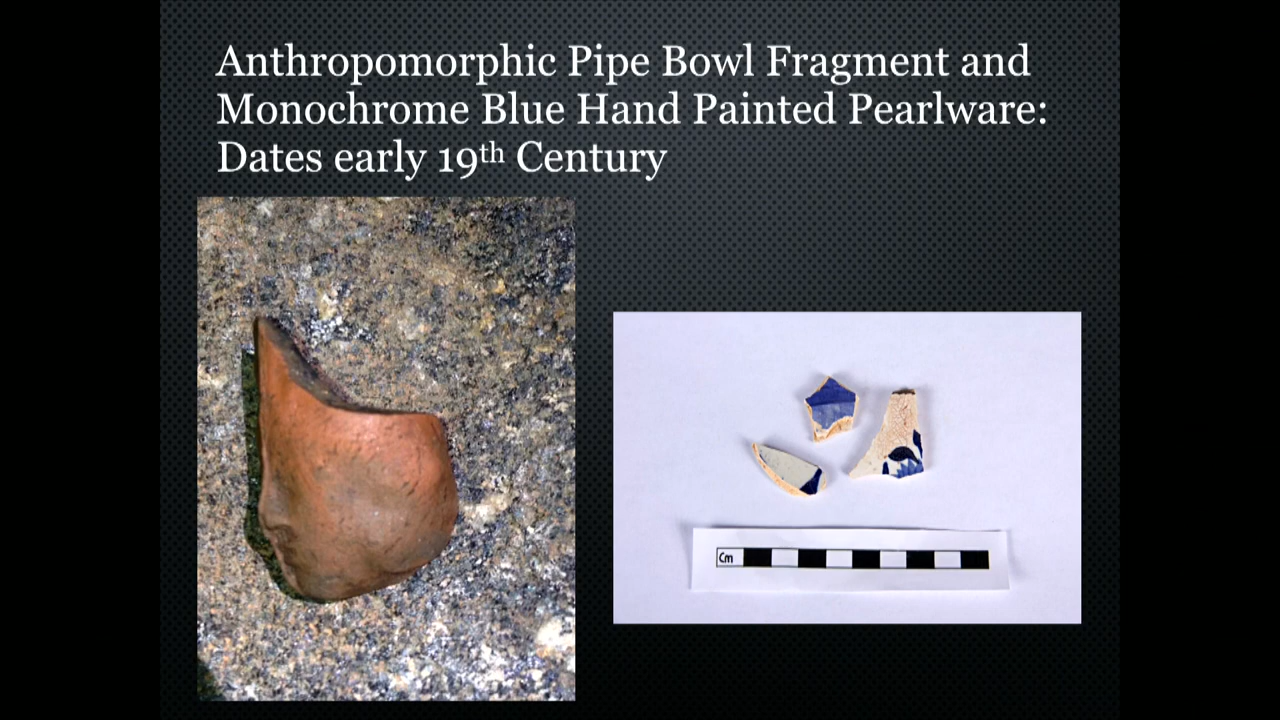 Anthropomorphic Pipe Bowl Fragment and
Monochrome Blue Hand Painted Pearlware:
Dates early 19th Century
Cm